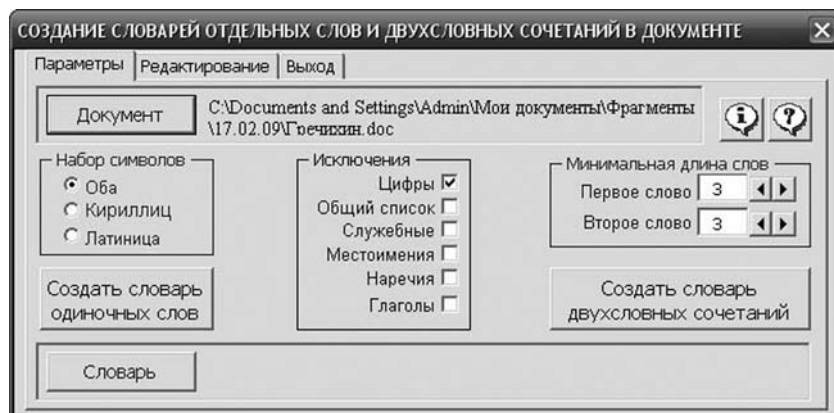 СОЗДАНИЕ СЛОВАРЕЙ ОТДЕЛЬНЫХ СЛОВ И ДВУХСЛОВНЫХ СОЧЕТАНИЙ В ДОКУМЕНТЕ
Параметры Редактирование Выход
Документ
C:\Documents and Settings\Admin\Мои документы\Фрагменты
\17.02.09\Гречихин.doc
Набор символов
Оба
Кириллиц
Латиница
Исключения
Цифры
Общий список
Служебные
Местоимения
Наречия
Глаголы
Минимальная длина слов
Первое слово 3
Второе слово 3
Создать словарь
одиночных слов
Создать словарь
двухсловных сочетаний
Словарь